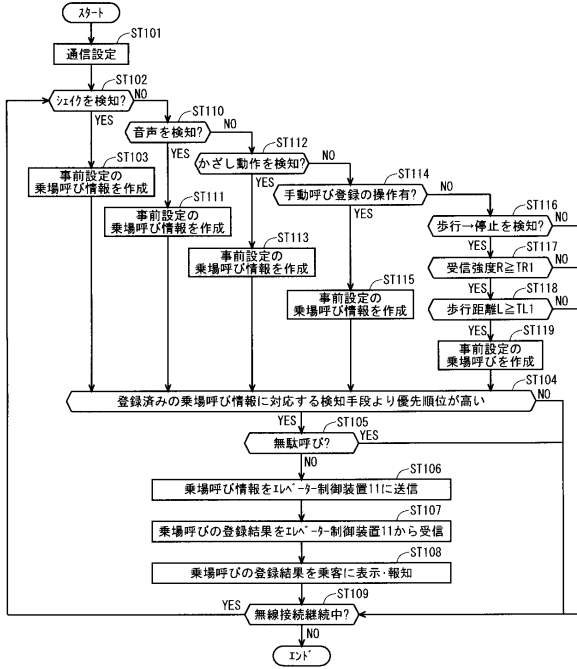 スタート
ST101
通信設定
ST102
ｼｪｲｸを検知?
NO
YES
ST110
音声を検知?
NO
YES
ST112
かざし動作を検知?
NO
YES
ST114
手動呼び登録の操作有?
NO
YES
ST116
歩行→停止を検知?
NO
YES
ST117
受信強度R≧TR1
NO
YES
ST118
歩行距離L≧TL1
NO
YES
ST103
事前設定の
乗場呼び情報を作成
ST111
事前設定の
乗場呼び情報を作成
ST113
事前設定の
乗場呼び情報を作成
ST115
事前設定の
乗場呼び情報を作成
ST119
事前設定の
乗場呼びを作成
ST104
登録済みの乗場呼び情報に対応する検知手段より優先順位が高い
NO
YES
ST105
無駄呼び?
YES
NO
ST106
乗場呼び情報をｴﾚﾍﾞｰﾀｰ制御装置11に送信
ST107
乗場呼びの登録結果をｴﾚﾍﾞｰﾀｰ制御装置11から受信
ST108
乗場呼びの登録結果を乗客に表示・報知
ST109
無線接続継続中?
YES
NO
ｴﾝﾄﾞ